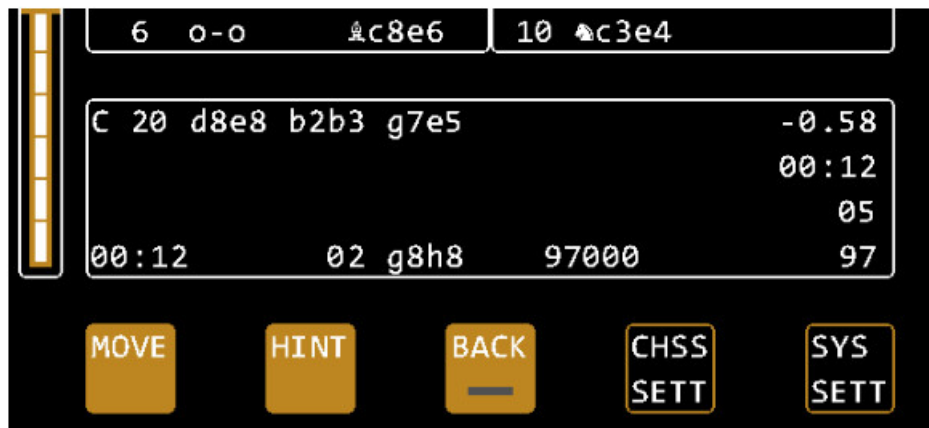 6 o-o ♝c8e6 10 ♞c3e4
C 20 d8e8 b2b3 g7e5 -0.58
00:12
05
00:12 02 g8h8 97000 97
MOVE HINT BACK CHSS SETT SYS SETT